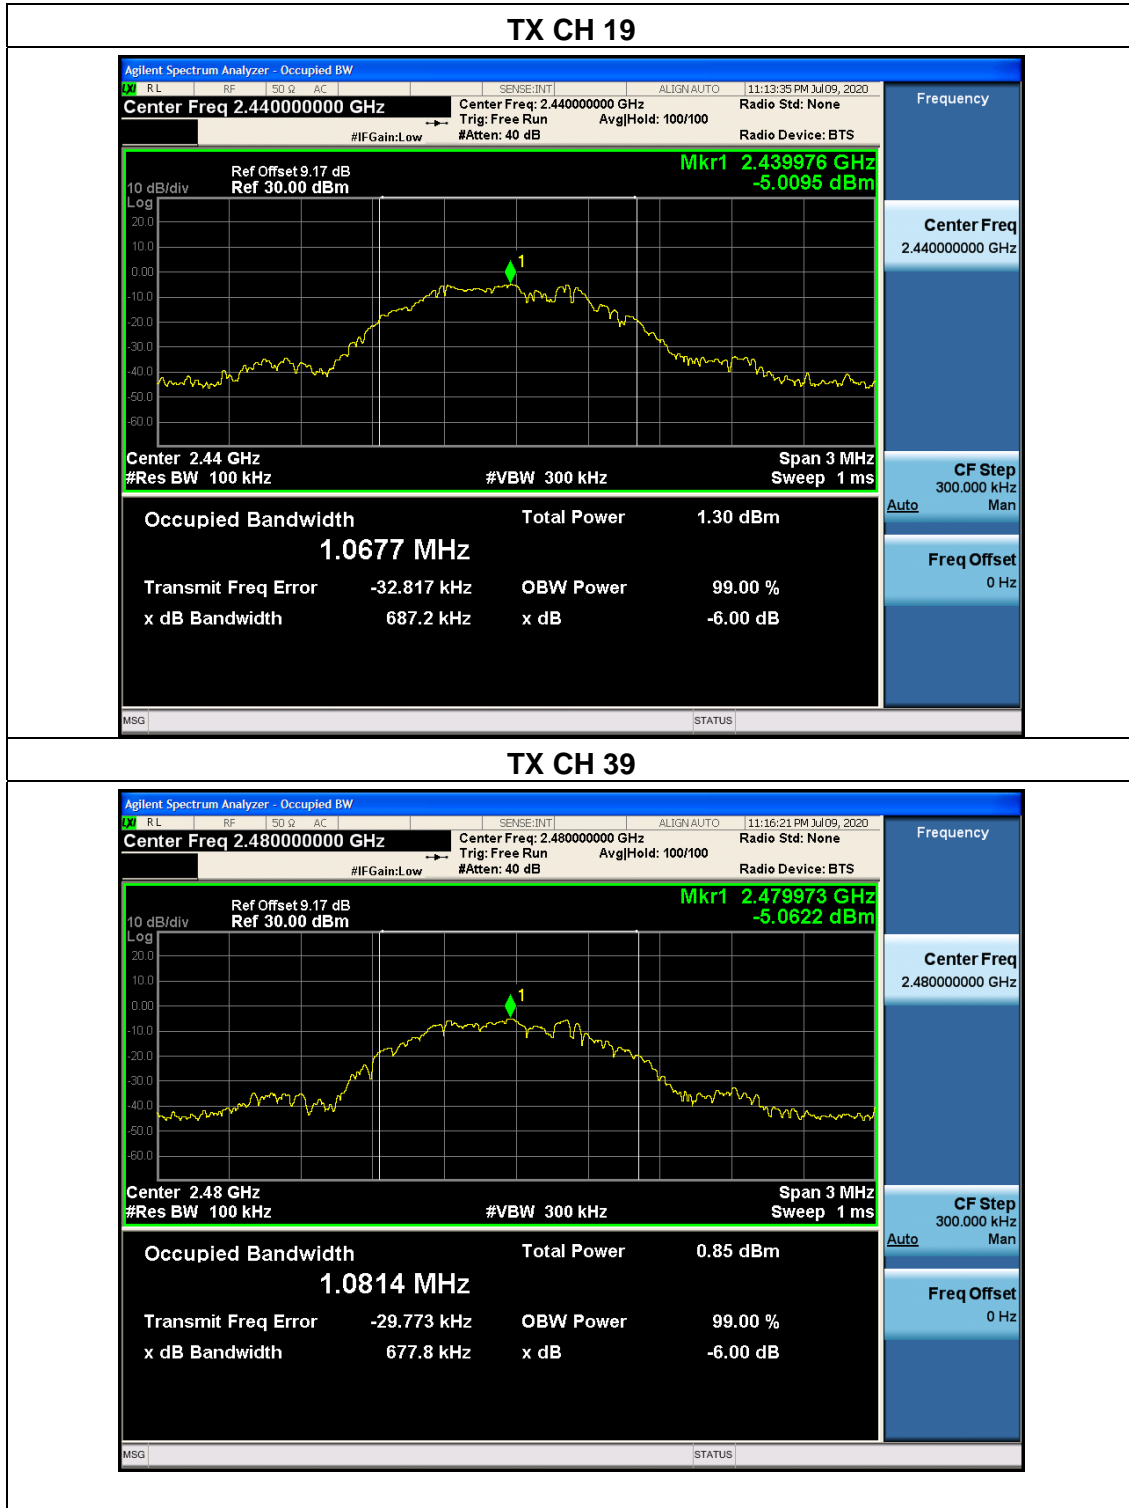 TX CH 19
Agilent Spectrum Analyzer - Occupied BW
LXI RL RF 50 Ω AC SENSE:INT ALIGN AUTO 11:13:35 PM Jul 09, 2020
Center Freq 2.440000000 GHz
Center Freq: 2.440000000 GHz
Radio Std: None
Trig: Free Run Avg|Hold: 100/100
#IFGain:Low #Atten: 40 dB Radio Device: BTS
Frequency
Mkr1 2.439976 GHz
-5.0095 dBm
Ref Offset 9.17 dB
10 dB/div Ref 30.00 dBm
Log
20.0
10.0
0.00
-10.0
-20.0
-30.0
-40.0
-50.0
-60.0
1
Center 2.44 GHz Span 3 MHz
#Res BW 100 kHz #VBW 300 kHz Sweep 1 ms
Center Freq
2.440000000 GHz
CF Step
300.000 kHz
Auto Man
Freq Offset
0 Hz
Occupied Bandwidth Total Power 1.30 dBm
1.0677 MHz
Transmit Freq Error -32.817 kHz OBW Power 99.00 %
x dB Bandwidth 687.2 kHz x dB -6.00 dB
MSG STATUS
TX CH 39
Agilent Spectrum Analyzer - Occupied BW
LXI RL RF 50 Ω AC SENSE:INT ALIGN AUTO 11:16:21 PM Jul 09, 2020
Center Freq 2.480000000 GHz
Center Freq: 2.480000000 GHz
Radio Std: None
Trig: Free Run Avg|Hold: 100/100
#IFGain:Low #Atten: 40 dB Radio Device: BTS
Frequency
Mkr1 2.479973 GHz
-5.0622 dBm
Ref Offset 9.17 dB
10 dB/div Ref 30.00 dBm
Log
20.0
10.0
0.00
-10.0
-20.0
-30.0
-40.0
-50.0
-60.0
1
Center 2.48 GHz Span 3 MHz
#Res BW 100 kHz #VBW 300 kHz Sweep 1 ms
Center Freq
2.480000000 GHz
CF Step
300.000 kHz
Auto Man
Freq Offset
0 Hz
Occupied Bandwidth Total Power 0.85 dBm
1.0814 MHz
Transmit Freq Error -29.773 kHz OBW Power 99.00 %
x dB Bandwidth 677.8 kHz x dB -6.00 dB
MSG STATUS